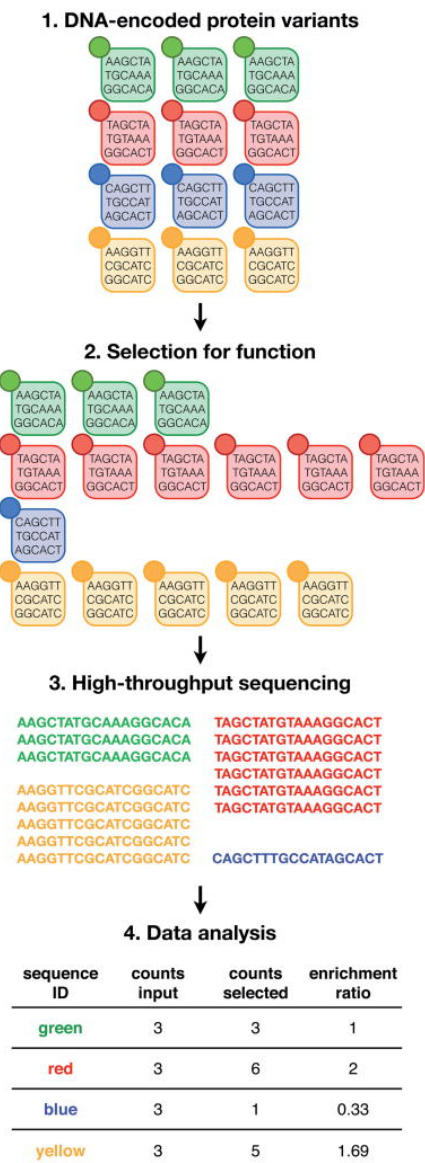 1. DNA-encoded protein variants
AAGCTA AAGCTA AAGCTA
TGCAAA TGCAAA TGCAAA
GGCACA GGCACA GGCACA
TAGCTA TAGCTA TAGCTA
TGTAAA TGTAAA TGTAAA
GGCACT GGCACT GGCACT
CAGCTT CAGCTT CAGCTT
TGCCAT TGCCAT TGCCAT
AGCACT AGCACT AGCACT
AAGGTT AAGGTT AAGGTT
CGCATC CGCATC CGCATC
GGCATC GGCATC GGCATC
2. Selection for function
AAGCTA AAGCTA AAGCTA
TGCAAA TGCAAA TGCAAA
GGCACA GGCACA GGCACA
TAGCTA TAGCTA TAGCTA TAGCTA TAGCTA TAGCTA
TGTAAA TGTAAA TGTAAA TGTAAA TGTAAA TGTAAA
GGCACT GGCACT GGCACT GGCACT GGCACT GGCACT
CAGCTT
TGCCAT
AGCACT
AAGGTT AAGGTT AAGGTT AAGGTT AAGGTT
CGCATC CGCATC CGCATC CGCATC CGCATC
GGCATC GGCATC GGCATC GGCATC GGCATC
3. High-throughput sequencing
AAGCTATGCAAAGGCACA TAGCTATGTAAAGGCACT
AAGCTATGCAAAGGCACA TAGCTATGTAAAGGCACT
AAGCTATGCAAAGGCACA TAGCTATGTAAAGGCACT
TAGCTATGTAAAGGCACT
AAGGTTCGCATCGGCATC TAGCTATGTAAAGGCACT
AAGGTTCGCATCGGCATC TAGCTATGTAAAGGCACT
AAGGTTCGCATCGGCATC
AAGGTTCGCATCGGCATC
AAGGTTCGCATCGGCATC CAGCTTTGCCATAGCACT
4. Data analysis
sequence counts counts enrichment
ID input selected ratio
green 3 3 1
red 3 6 2
blue 3 1 0.33
yellow 3 5 1.69